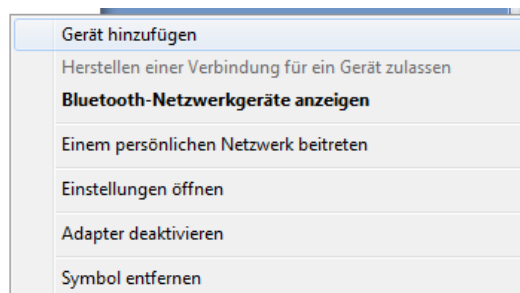 Gerät hinzufügen
Herstellen einer Verbindung für ein Gerät zulassen
Bluetooth-Netzwerkgeräte anzeigen
Einem persönlichen Netzwerk beitreten
Einstellungen öffnen
Adapter deaktivieren
Symbol entfernen